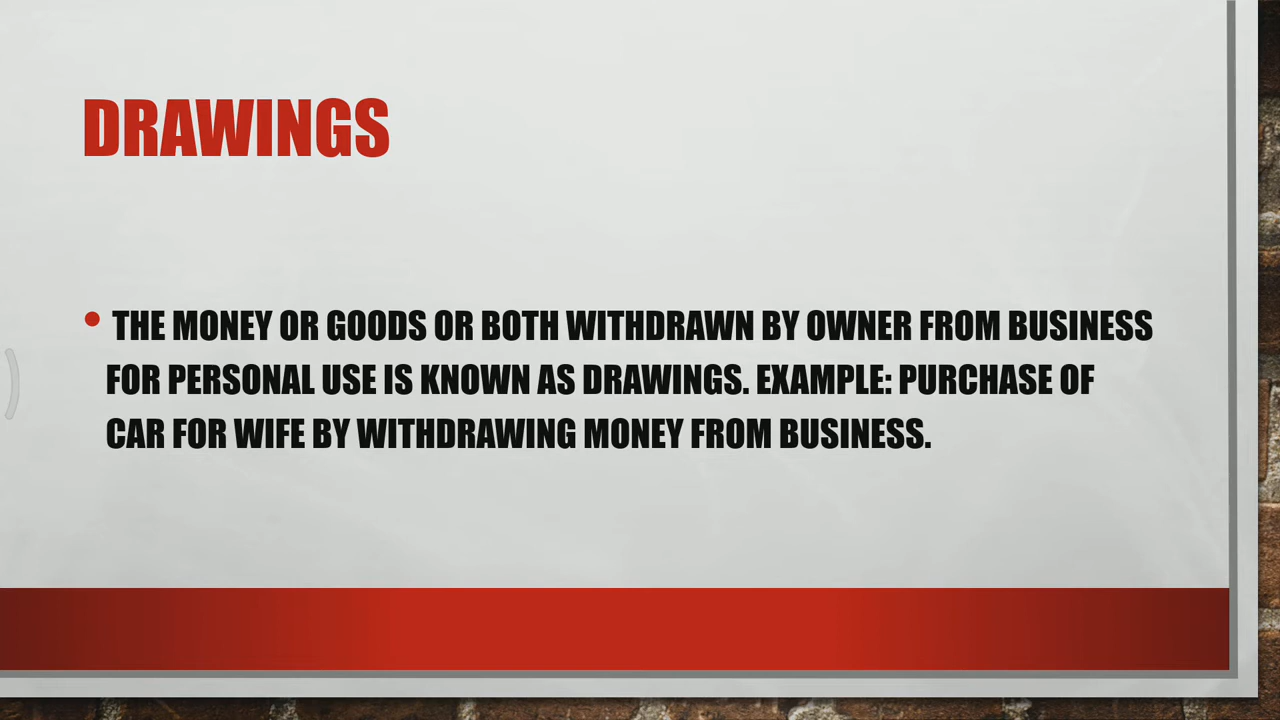 DRAWINGS
• THE MONEY OR GOODS OR BOTH WITHDRAWN BY OWNER FROM BUSINESS
FOR PERSONAL USE IS KNOWN AS DRAWINGS. EXAMPLE: PURCHASE OF
CAR FOR WIFE BY WITHDRAWING MONEY FROM BUSINESS.